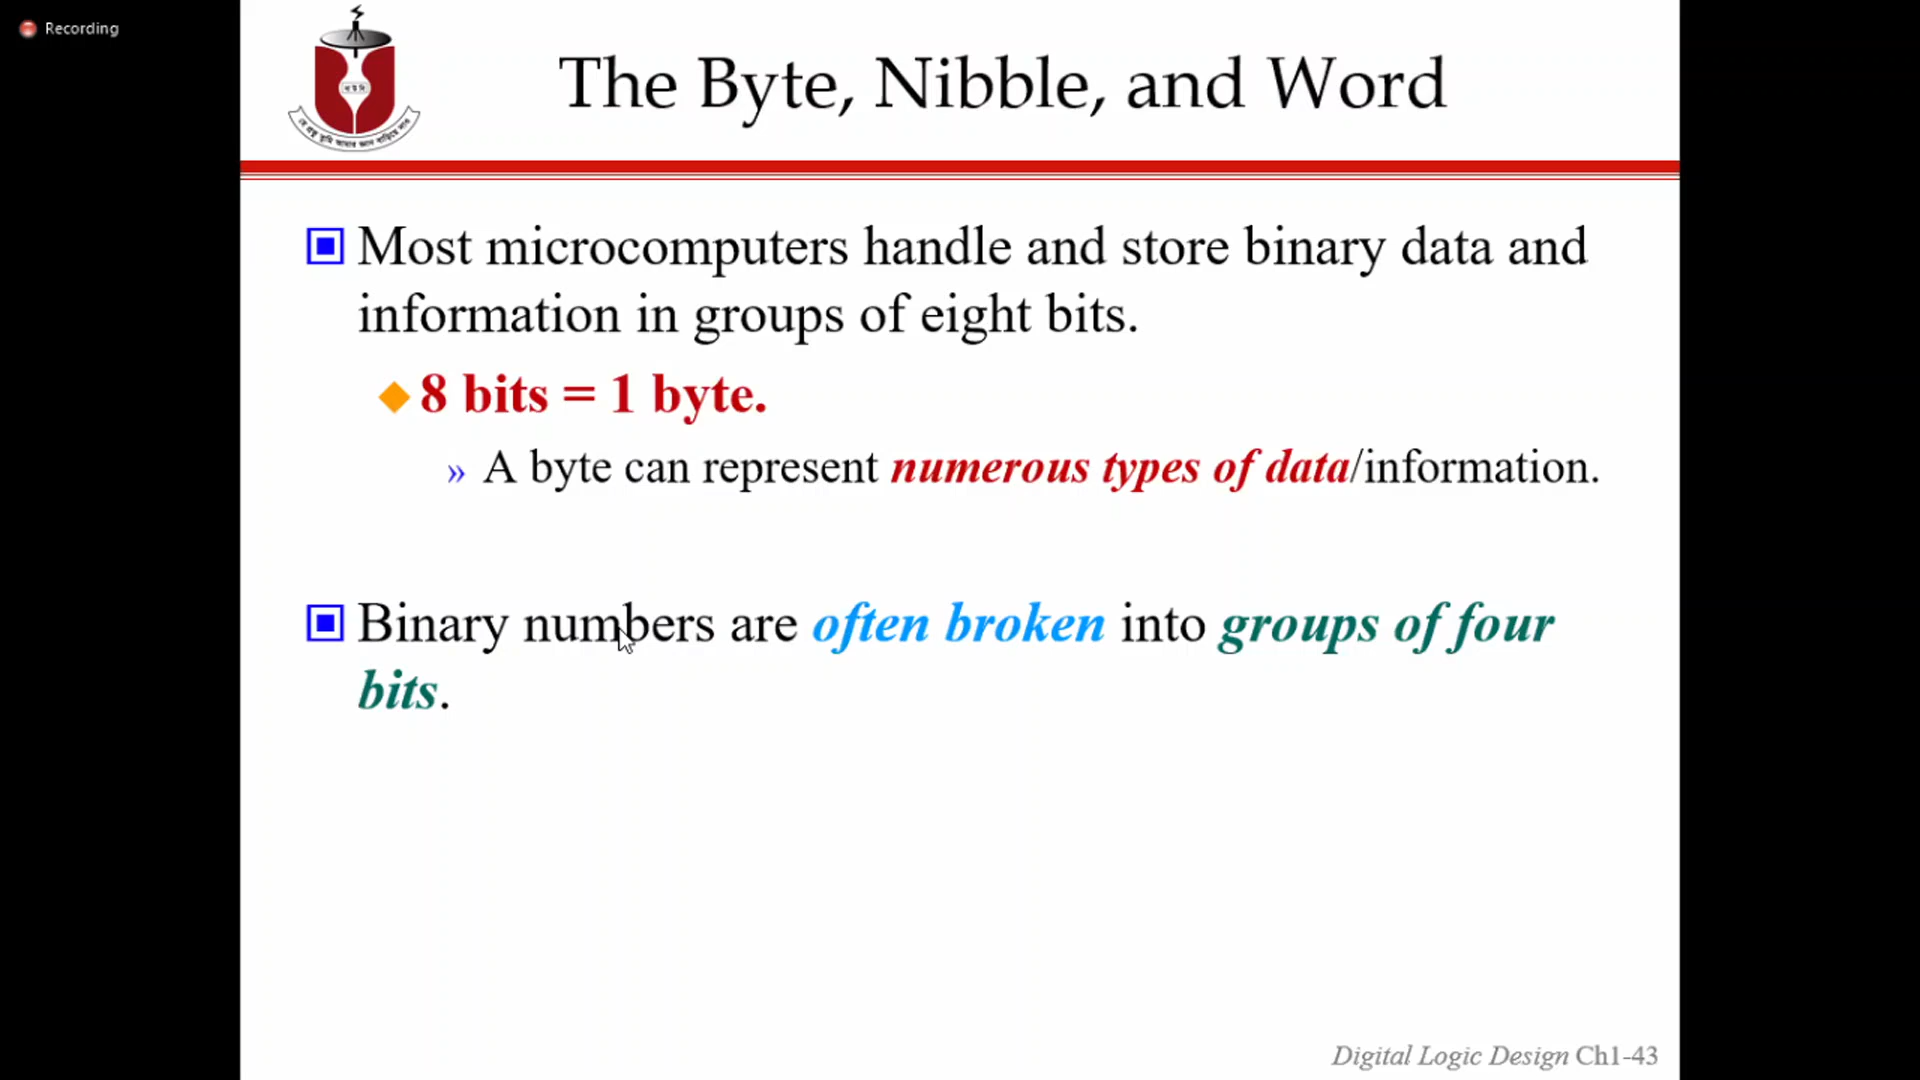 Recording
The Byte, Nibble, and Word
Most microcomputers handle and store binary data and
information in groups of eight bits.
8 bits = 1 byte.
» A byte can represent numerous types of data/information.
Binary numbers are often broken into groups of four
bits.
Digital Logic Design Ch1-43